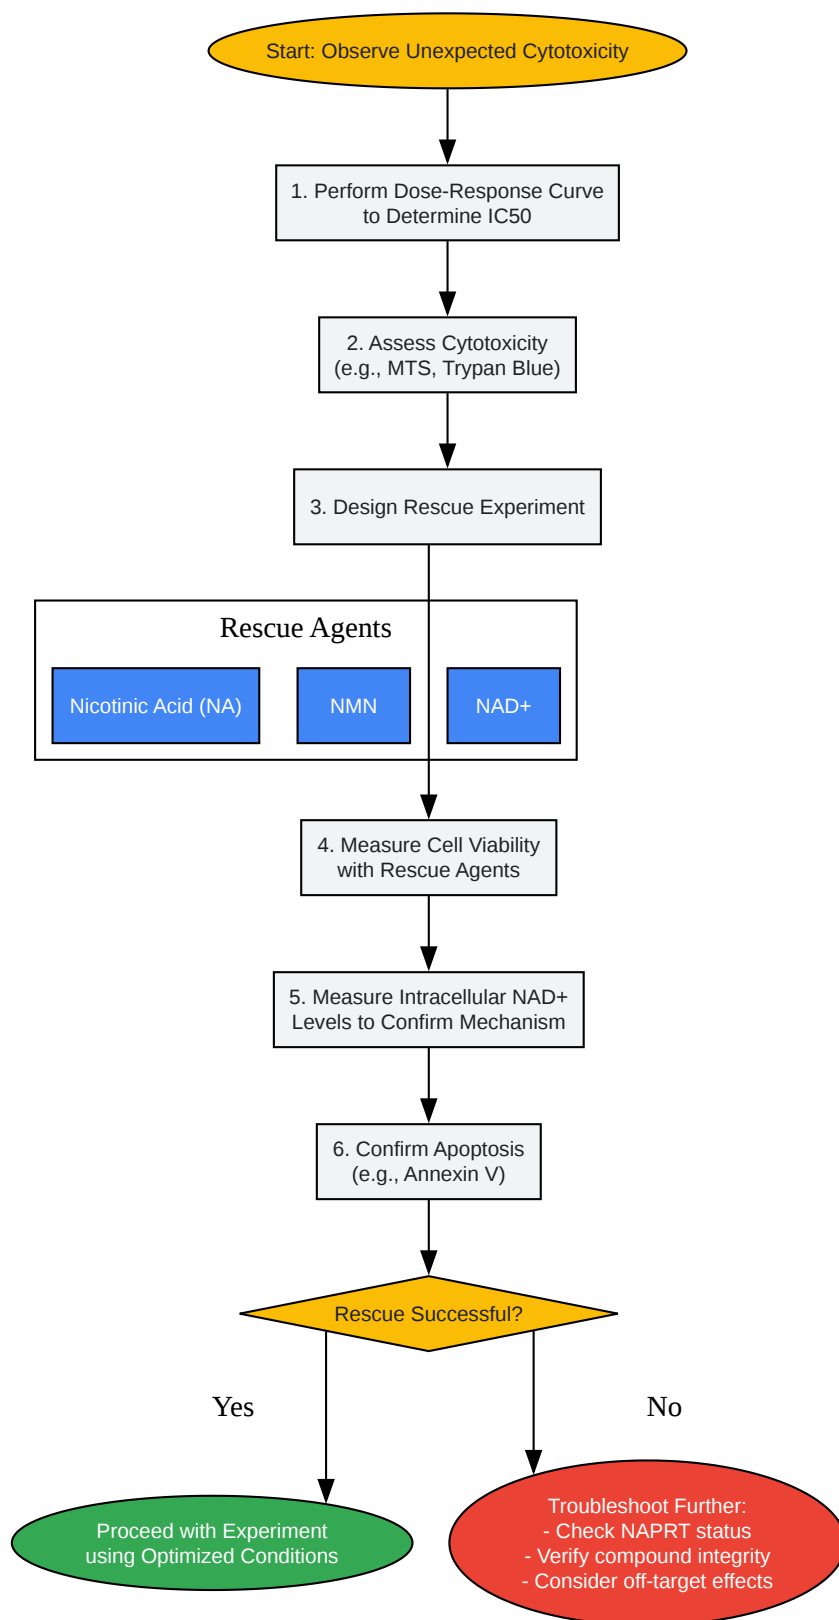 Start: Observe Unexpected Cytotoxicity
1. Perform Dose-Response Curve
to Determine IC50
2. Assess Cytotoxicity
(e.g., MTS, Trypan Blue)
3. Design Rescue Experiment
Rescue Agents
Nicotinic Acid (NA)
NMN
NAD+
4. Measure Cell Viability
with Rescue Agents
5. Measure Intracellular NAD+
Levels to Confirm Mechanism
6. Confirm Apoptosis
(e.g., Annexin V)
Rescue Successful?
Yes
No
Proceed with Experiment
using Optimized Conditions
Troubleshoot Further:
- Check NAPRT status
- Verify compound integrity
- Consider off-target effects